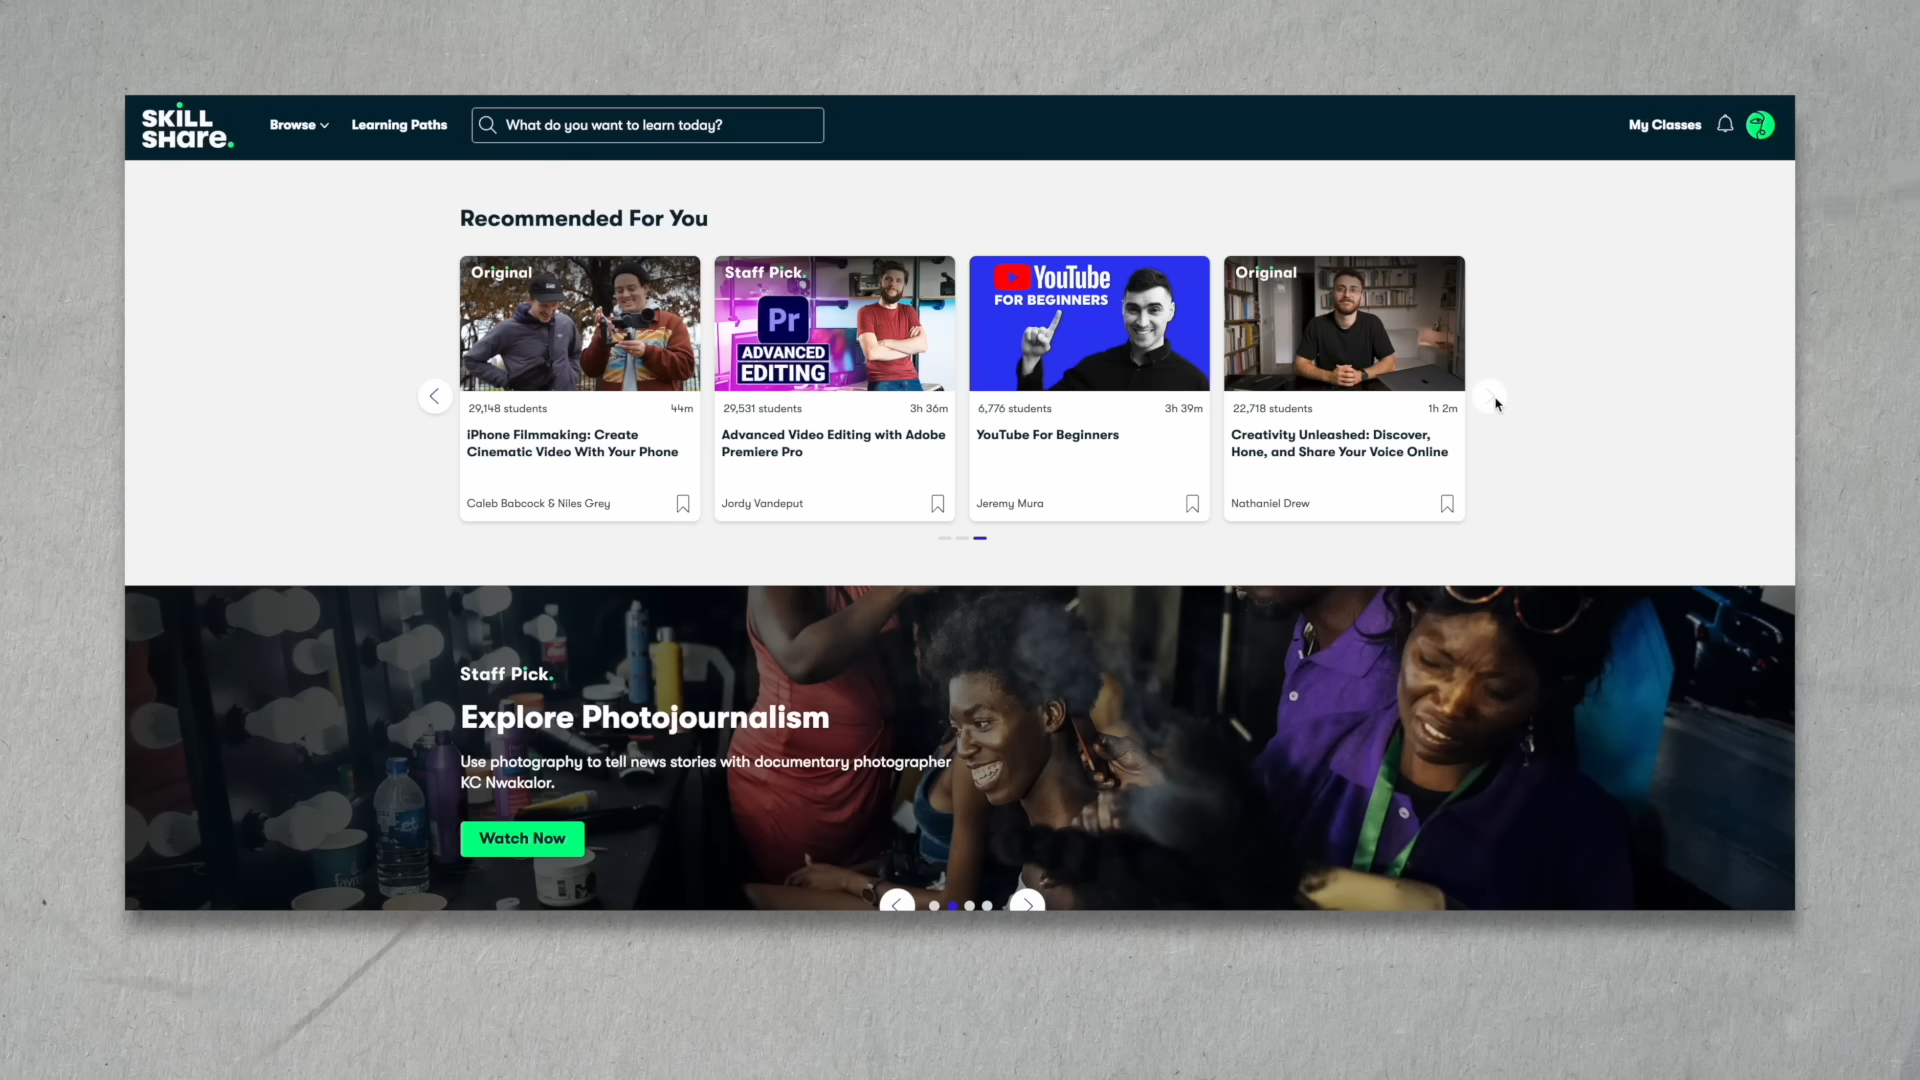 SKILL
SHare.
Browse
Learning Paths
What do you want to learn today?
My Classes
Recommended For You
Original
29,148 students
44m
iPhone Filmmaking: Create
Cinematic Video With Your Phone
Caleb Babcock & Niles Grey
Staff Pick.
Pr
ADVANCED
EDITING
29,531 students
3h 36m
Advanced Video Editing with Adobe
Premiere Pro
Jordy Vandeput
YouTube
FOR BEGINNERS
6,776 students
3h 39m
YouTube For Beginners
Jeremy Mura
Original
22,718 students
1h 2m
Creativity Unleashed: Discover,
Hone, and Share Your Voice Online
Nathaniel Drew
Staff Pick.
Explore Photojournalism
Use photography to tell news stories with documentary photographer
KC Nwakalor.
Watch Now